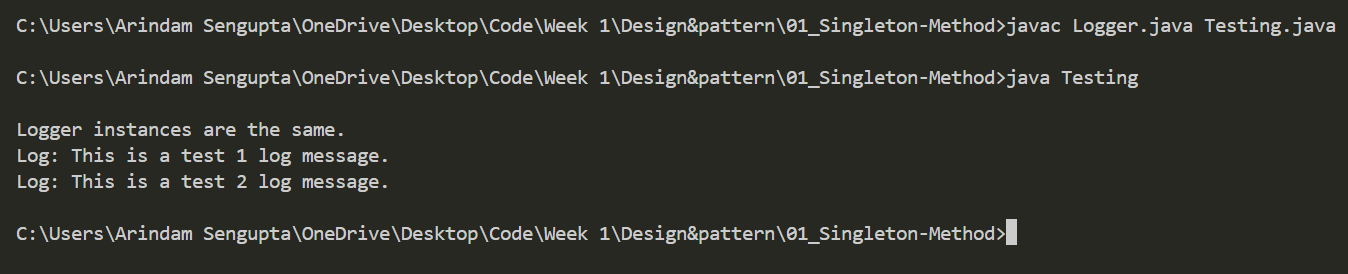 C:\Users\Arindam Sengupta\OneDrive\Desktop\Code\Week 1\Design&pattern\01_Singleton-Method>javac Logger.java Testing.java
C:\Users\Arindam Sengupta\OneDrive\Desktop\Code\Week 1\Design&pattern\01_Singleton-Method>java Testing
Logger instances are the same.
Log: This is a test 1 log message.
Log: This is a test 2 log message.
C:\Users\Arindam Sengupta\OneDrive\Desktop\Code\Week 1\Design&pattern\01_Singleton-Method>